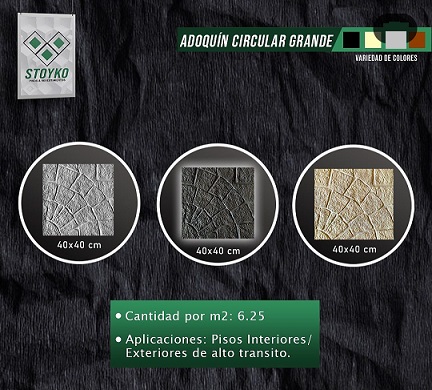 STOYKO
ADOQUÍN CIRCULAR GRANDE
VARIEDAD DE COLORES
40x40 cm
40x40 cm
40x40 cm
• Cantidad por m2: 6.25
• Aplicaciones: Pisos Interiores/
Exteriores de alto transito.